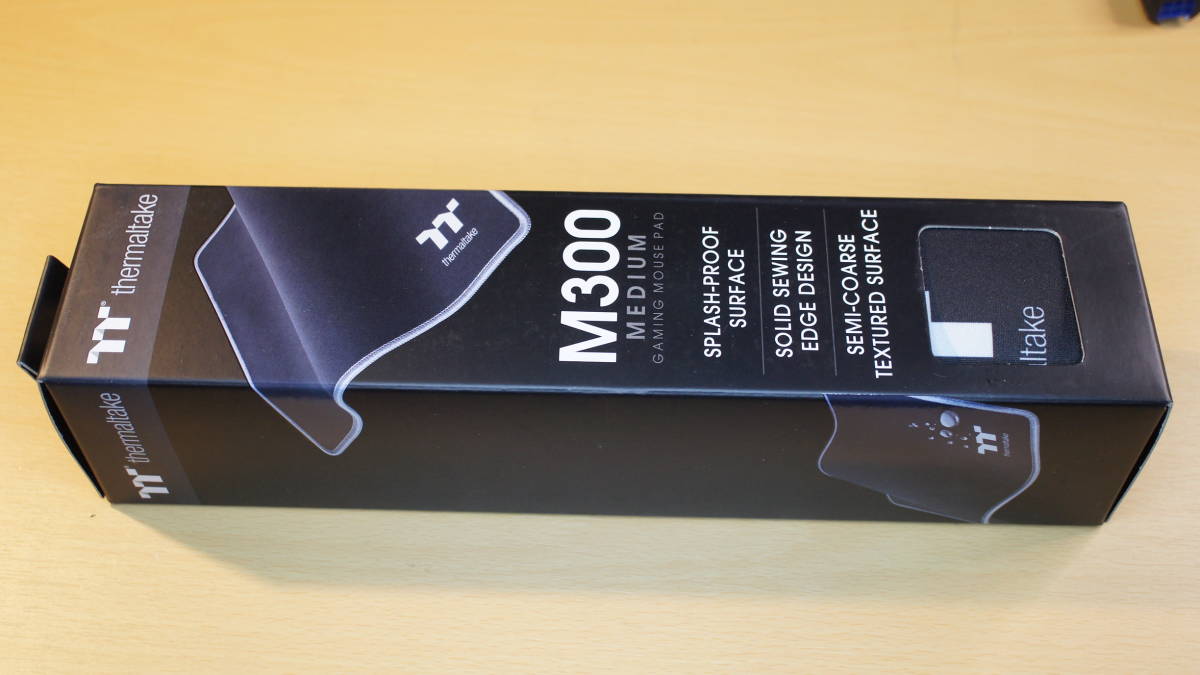 thermaltake
thermaltake
M300
MEDIUM
GAMING MOUSE PAD
SPLASH-PROOF
SURFACE
SOLID SEWING
EDGE DESIGN
SEMI-COARSE
TEXTURED SURFACE
ltake
thermaltake
thermaltake